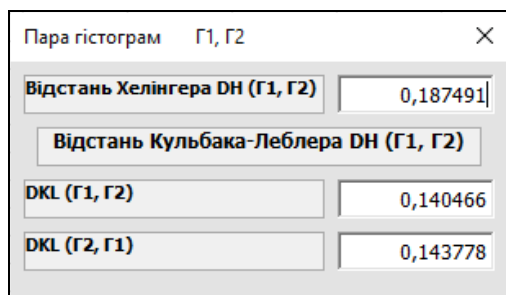 Пара гістограм Г1, Г2
Відстань Хелінгера DH (Г1, Г2) 0,187491
Відстань Кульбака-Леблера DH (Г1, Г2)
DKL (Г1, Г2) 0,140466
DKL (Г2, Г1) 0,143778